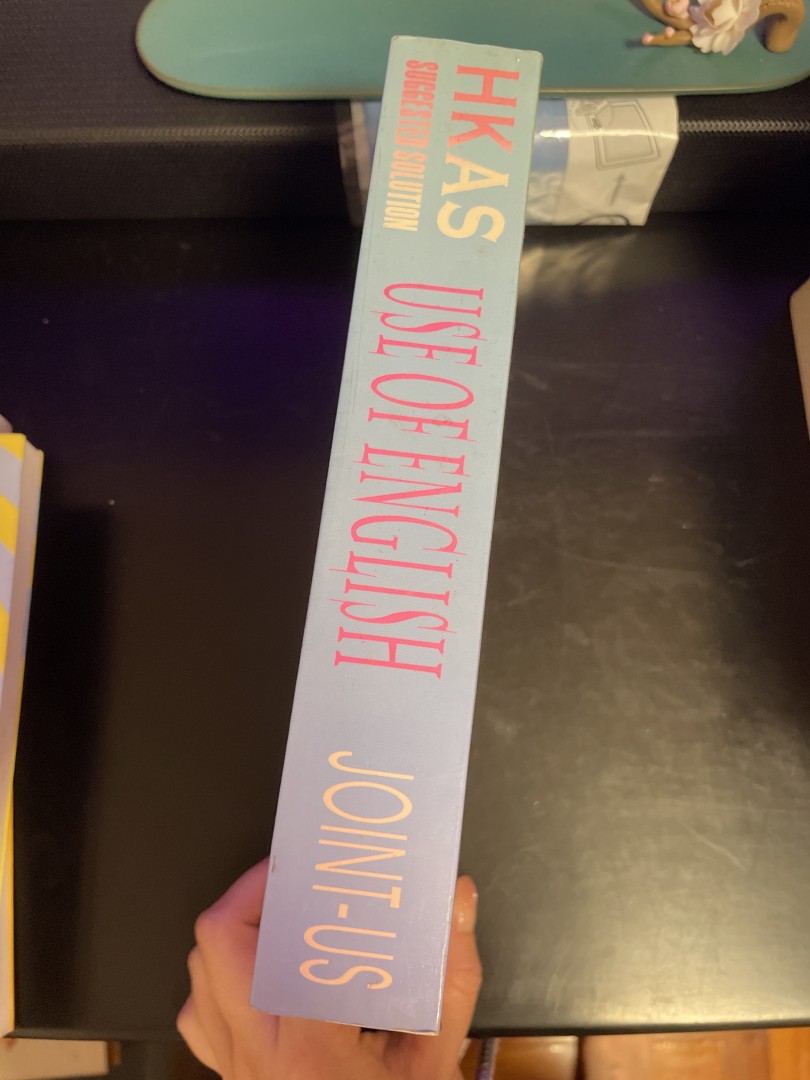 HKAS
SUGGESTED SOLUTION
USE OF ENGLISH
JOINT-US